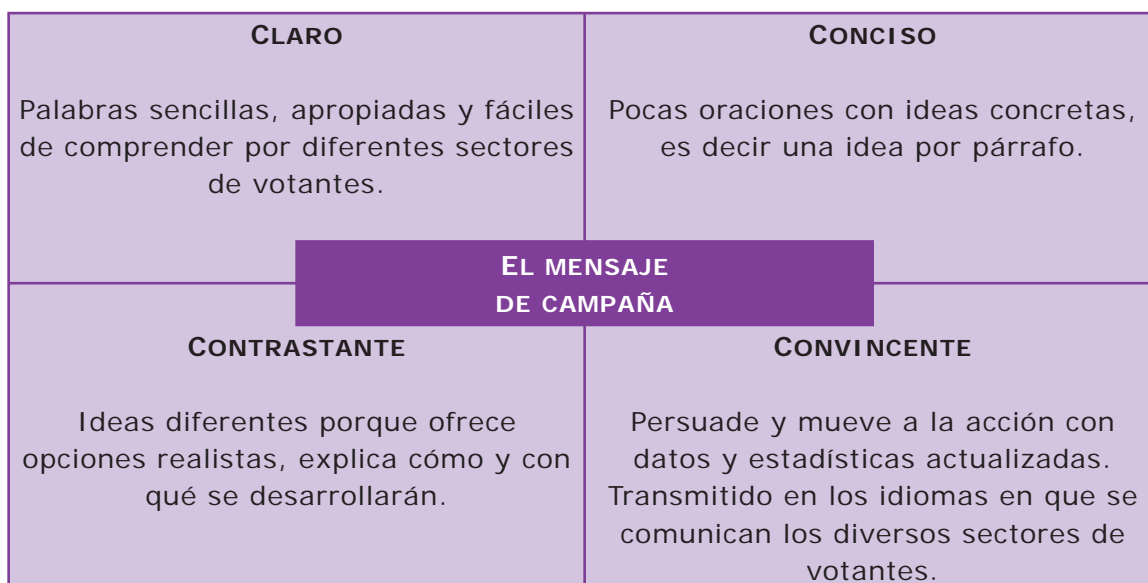 CLARO
Palabras sencillas, apropiadas y fáciles
de comprender por diferentes sectores
de votantes.
CONCISO
Pocas oraciones con ideas concretas,
es decir una idea por párrafo.
EL MENSAJE
DE CAMPAÑA
CONTRASTANTE
Ideas diferentes porque ofrece
opciones realistas, explica cómo y con
qué se desarrollarán.
CONVINCENTE
Persuade y mueve a la acción con
datos y estadísticas actualizadas.
Transmitido en los idiomas en que se
comunican los diversos sectores de
votantes.